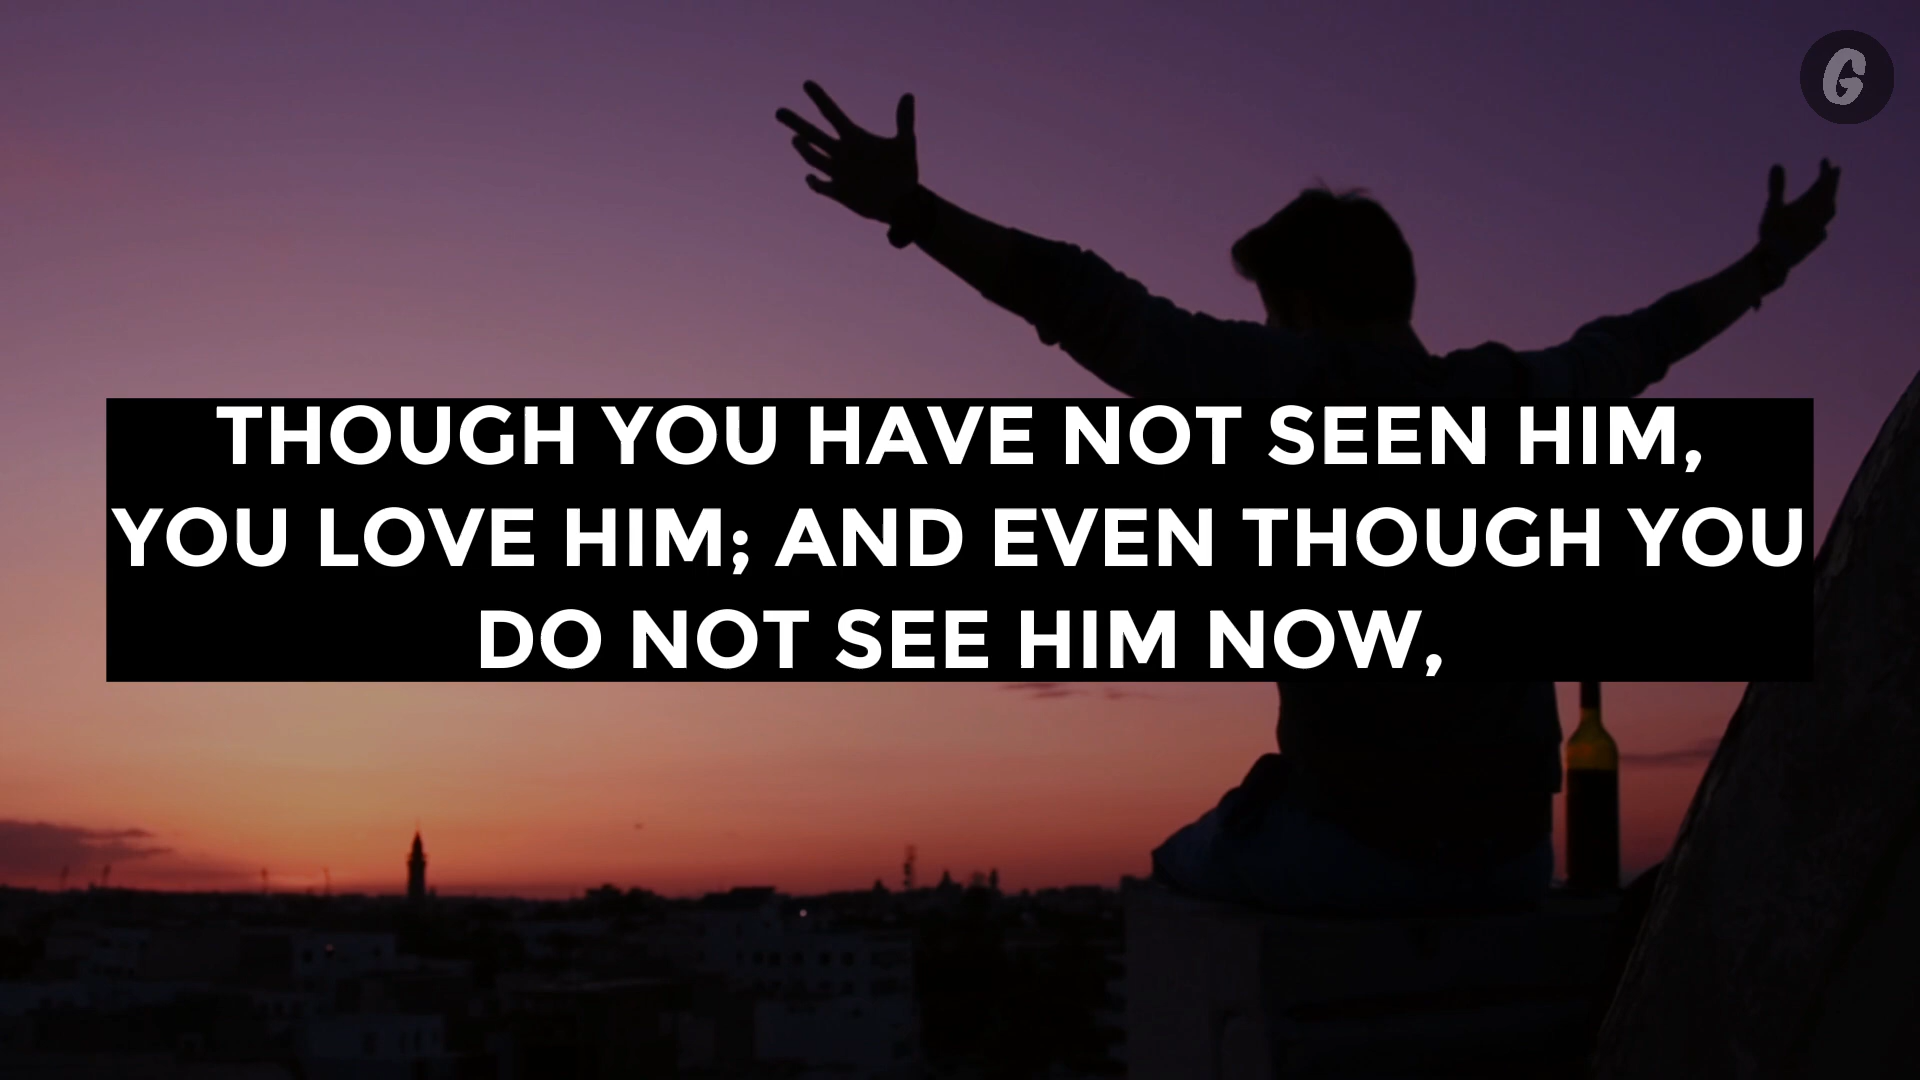 G
THOUGH YOU HAVE NOT SEEN HIM,
YOU LOVE HIM; AND EVEN THOUGH YOU
DO NOT SEE HIM NOW,